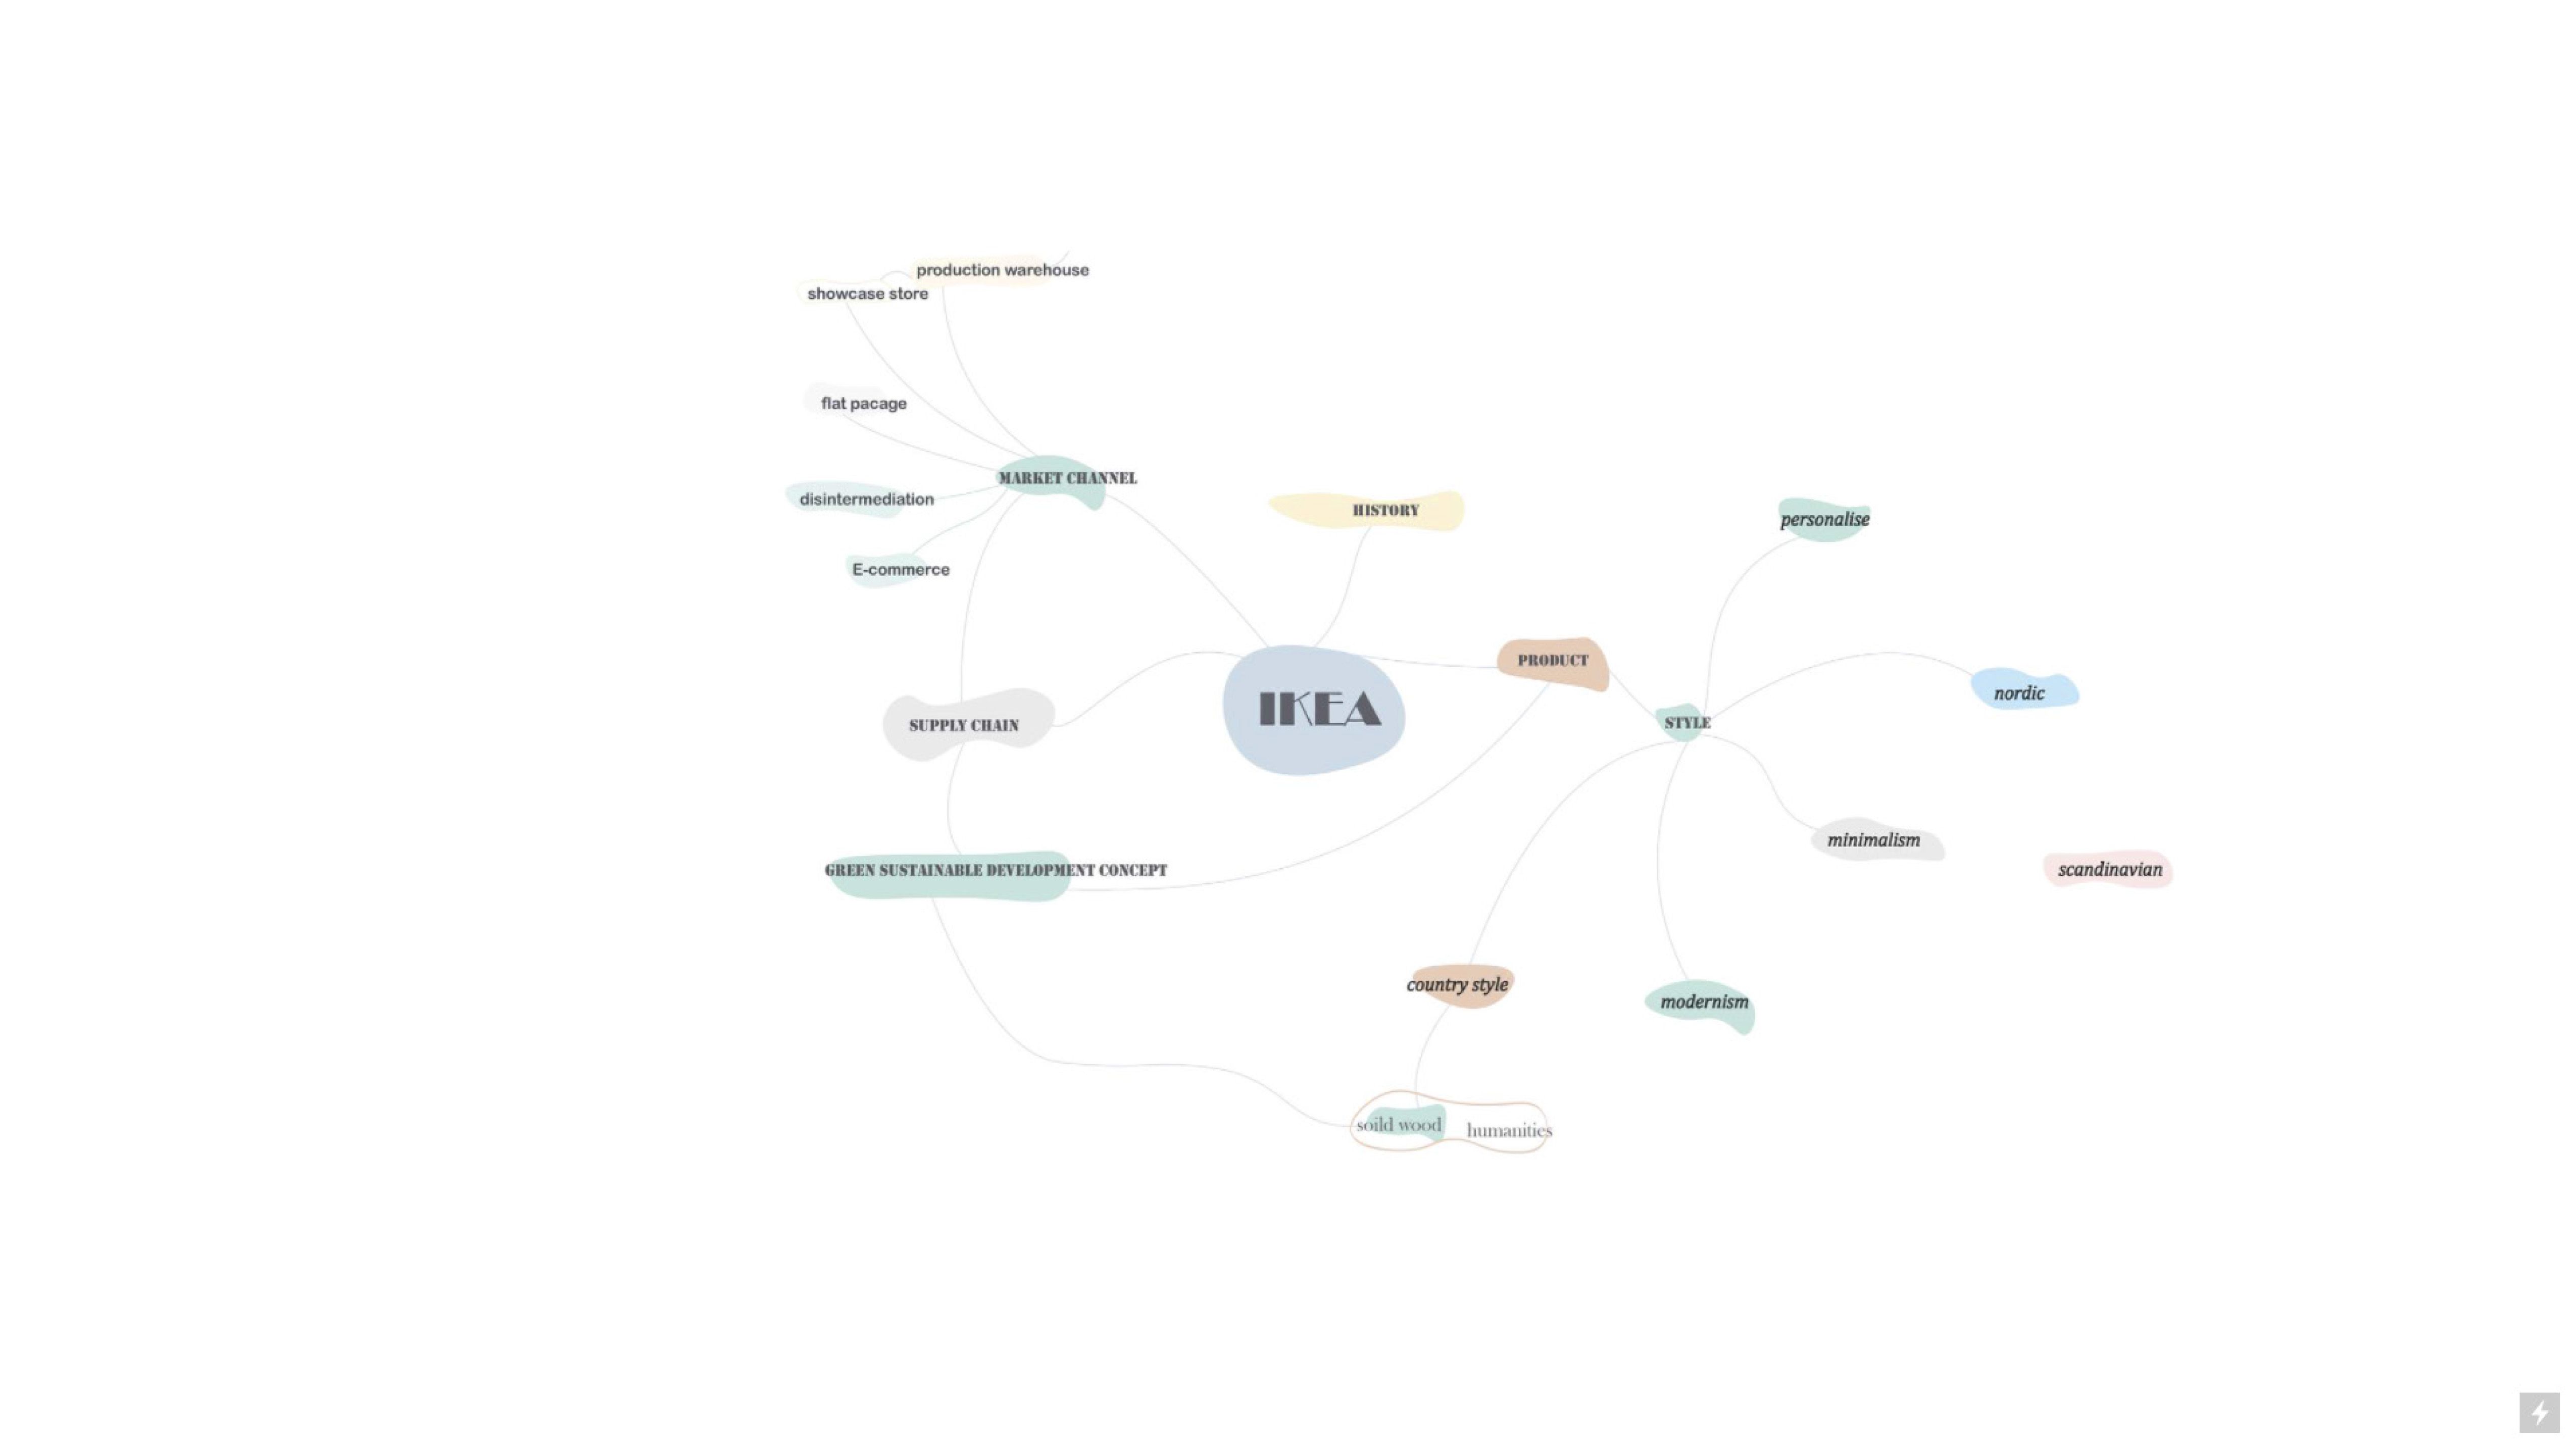 production warehouse
showcase store
flat pacage
MARKET CHANNEL
disintermediation
HISTORY
personalise
E-commerce
PRODUCT
nordic
IKEA
STYLE
SUPPLY CHAIN
minimalism
scandinavian
GREEN SUSTAINABLE DEVELOPMENT CONCEPT
country style
modernism
soild wood
humanities